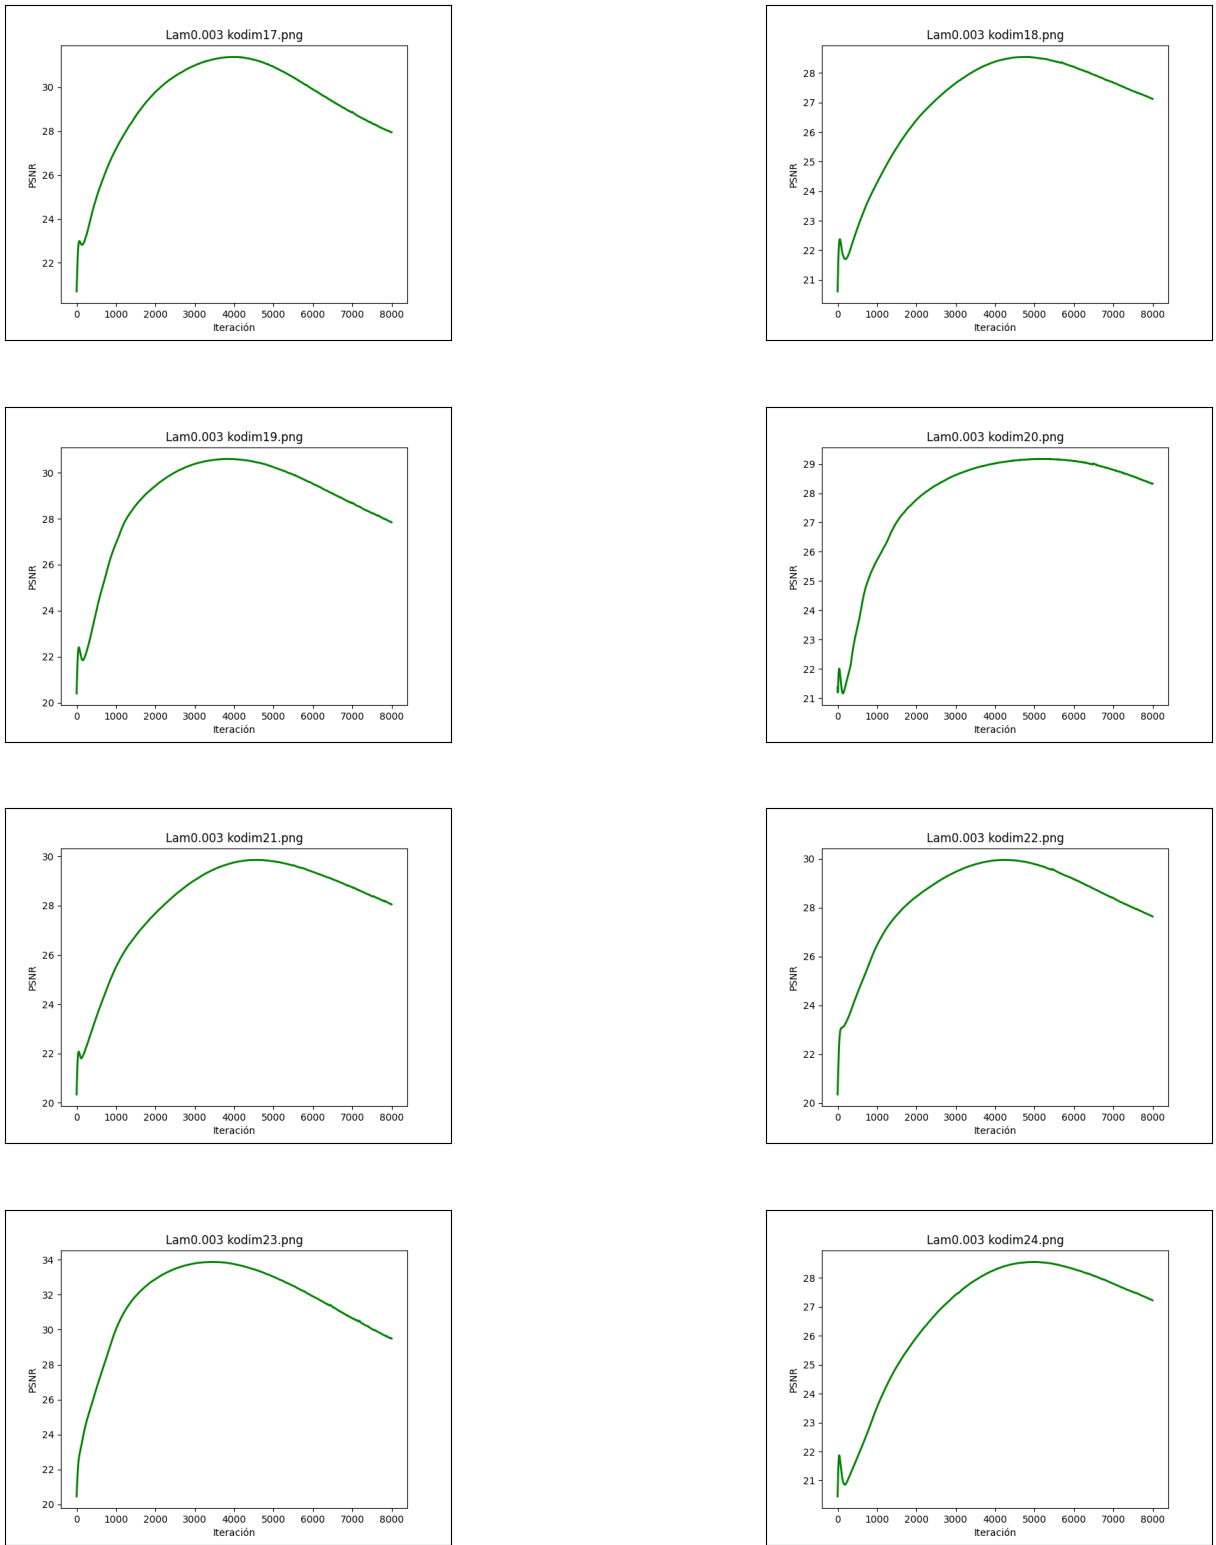 Lam0.003 kodim17.png
PSNR
30
28
26
24
22
0 1000 2000 3000 4000 5000 6000 7000 8000
Iteración
Lam0.003 kodim18.png
PSNR
28
27
26
25
24
23
22
21
0 1000 2000 3000 4000 5000 6000 7000 8000
Iteración
Lam0.003 kodim19.png
PSNR
30
28
26
24
22
20
0 1000 2000 3000 4000 5000 6000 7000 8000
Iteración
Lam0.003 kodim20.png
PSNR
29
28
27
26
25
24
23
22
21
0 1000 2000 3000 4000 5000 6000 7000 8000
Iteración
Lam0.003 kodim21.png
PSNR
30
28
26
24
22
20
0 1000 2000 3000 4000 5000 6000 7000 8000
Iteración
Lam0.003 kodim22.png
PSNR
30
28
26
24
22
20
0 1000 2000 3000 4000 5000 6000 7000 8000
Iteración
Lam0.003 kodim23.png
PSNR
34
32
30
28
26
24
22
20
0 1000 2000 3000 4000 5000 6000 7000 8000
Iteración
Lam0.003 kodim24.png
PSNR
28
27
26
25
24
23
22
21
0 1000 2000 3000 4000 5000 6000 7000 8000
Iteración